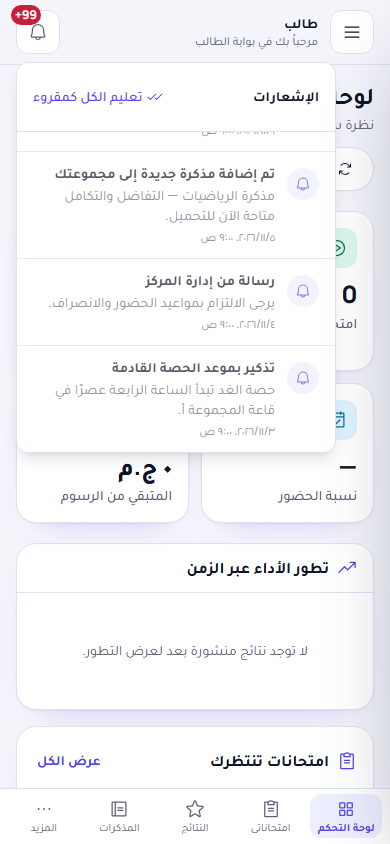 طالب
مرحباً بك في بوابة الطالب
+99
الإشعارات
تعليم الكل كمقروء
تم إضافة مذكرة جديدة إلى مجموعتك
مذكرة الرياضيات — التفاضل والتكامل
متاحة الآن للتحميل.
٢٠٢٦/١١/٥، ٩:٠٠ ص
رسالة من إدارة المركز
يرجى الالتزام بمواعيد الحضور والانصراف.
٢٠٢٦/١١/٤، ٩:٠٠ ص
تذكير بموعد الحصة القادمة
حصة الغد تبدأ الساعة الرابعة عصرًا في
قاعة المجموعة أ.
٢٠٢٦/١١/٣، ٩:٠٠ ص
0
—
نسبة الحضور
٠ ج.م
المتبقي من الرسوم
تطور الأداء عبر الزمن
لا توجد نتائج منشورة بعد لعرض التطور.
امتحانات تنتظرك
عرض الكل
لوحة التحكم
امتحاناتى
النتائج
المذكرات
المزيد